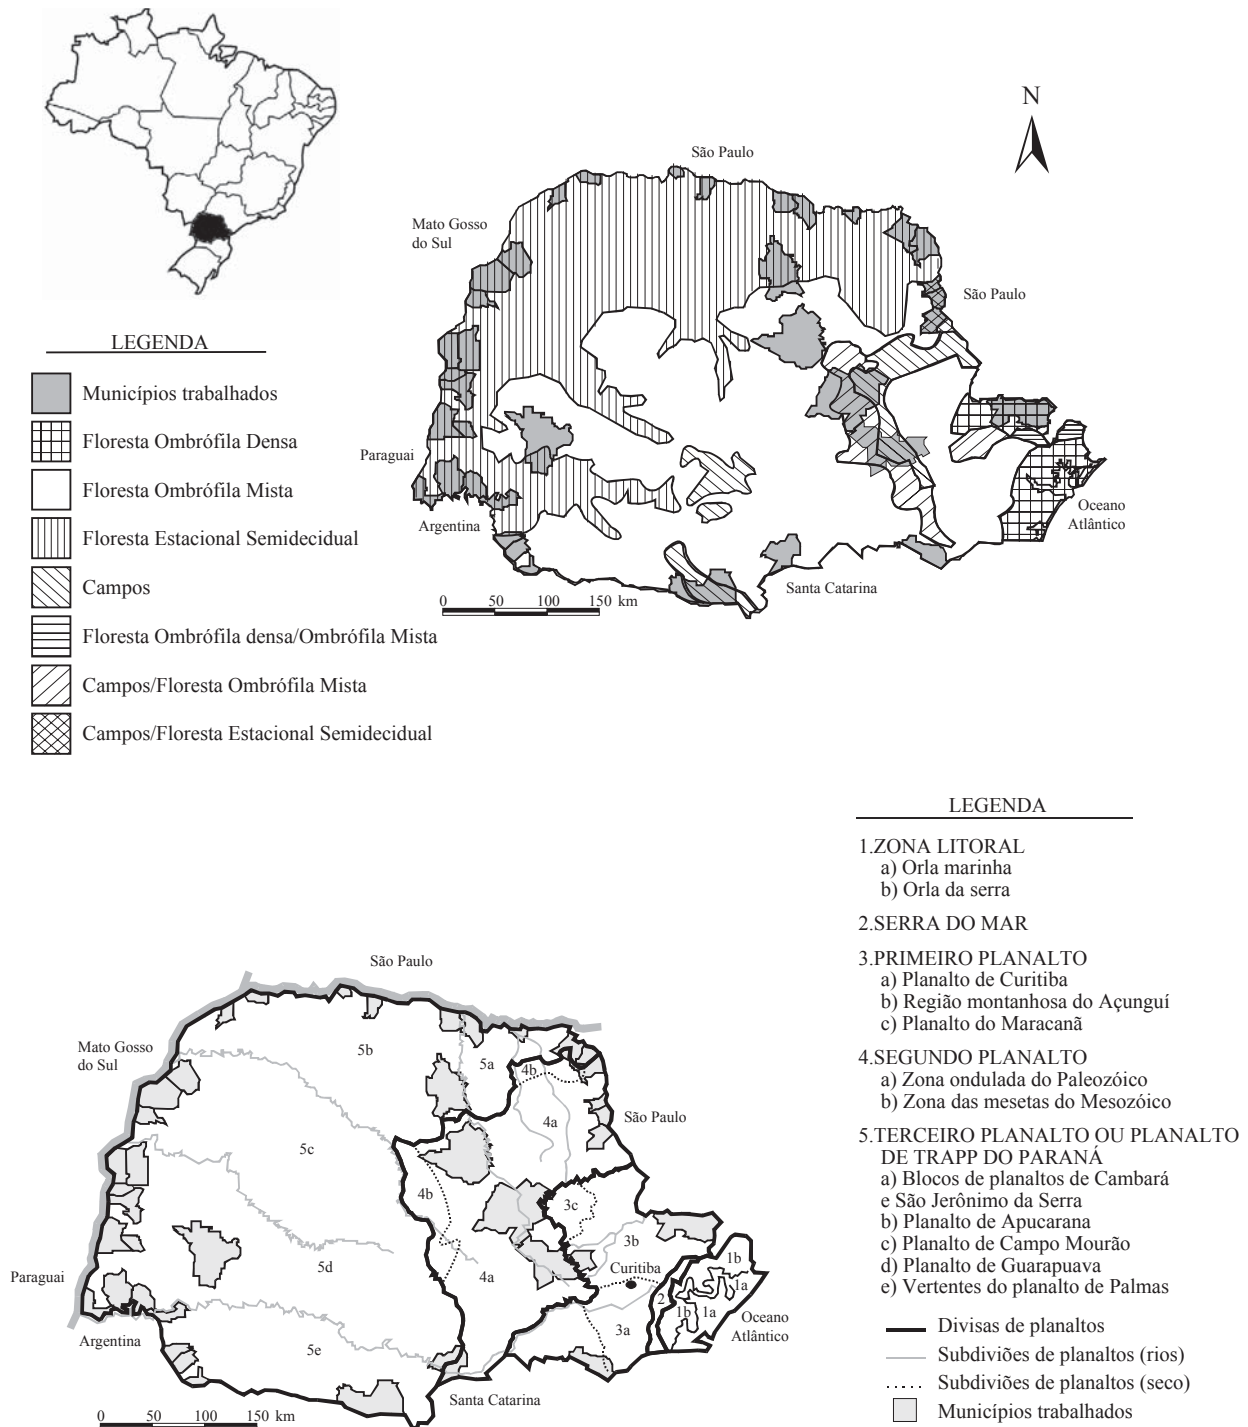 N
São Paulo
Mato Gosso
do Sul
São Paulo
Paraguai
Argentina
Oceano
Atlântico
Santa Catarina
0 50 100 150 km
LEGENDA
Municípios trabalhados
Floresta Ombrófila Densa
Floresta Ombrófila Mista
Floresta Estacional Semidecidual
Campos
Floresta Ombrófila densa/Ombrófila Mista
Campos/Floresta Ombrófila Mista
Campos/Floresta Estacional Semidecidual
São Paulo
Mato Gosso
do Sul
5b
5a
4b
4a
São Paulo
5c
4b
3c
3b
1b
Curitiba
1a
5d
4a
2
1b
1a
Paraguai
Oceano
Atlântico
3a
Argentina
5e
Santa Catarina
0 50 100 150 km
LEGENDA
1.ZONA LITORAL
a) Orla marinha
b) Orla da serra
2.SERRA DO MAR
3.PRIMEIRO PLANALTO
a) Planalto de Curitiba
b) Região montanhosa do Açunguí
c) Planalto do Maracanã
4.SEGUNDO PLANALTO
a) Zona ondulada do Paleozóico
b) Zona das mesetas do Mesozóico
5.TERCEIRO PLANALTO OU PLANALTO
DE TRAPP DO PARANÁ
a) Blocos de planaltos de Cambará
e São Jerônimo da Serra
b) Planalto de Apucarana
c) Planalto de Campo Mourão
d) Planalto de Guarapuava
e) Vertentes do planalto de Palmas
Divisas de planaltos
Subdiviões de planaltos (rios)
Subdiviões de planaltos (seco)
Municípios trabalhados